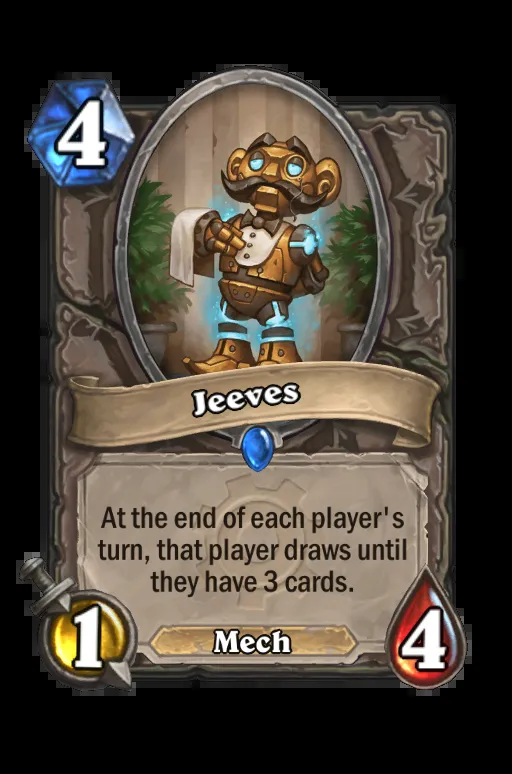 4
Jeeves
At the end of each player's
turn, that player draws until
they have 3 cards.
1
Mech
4